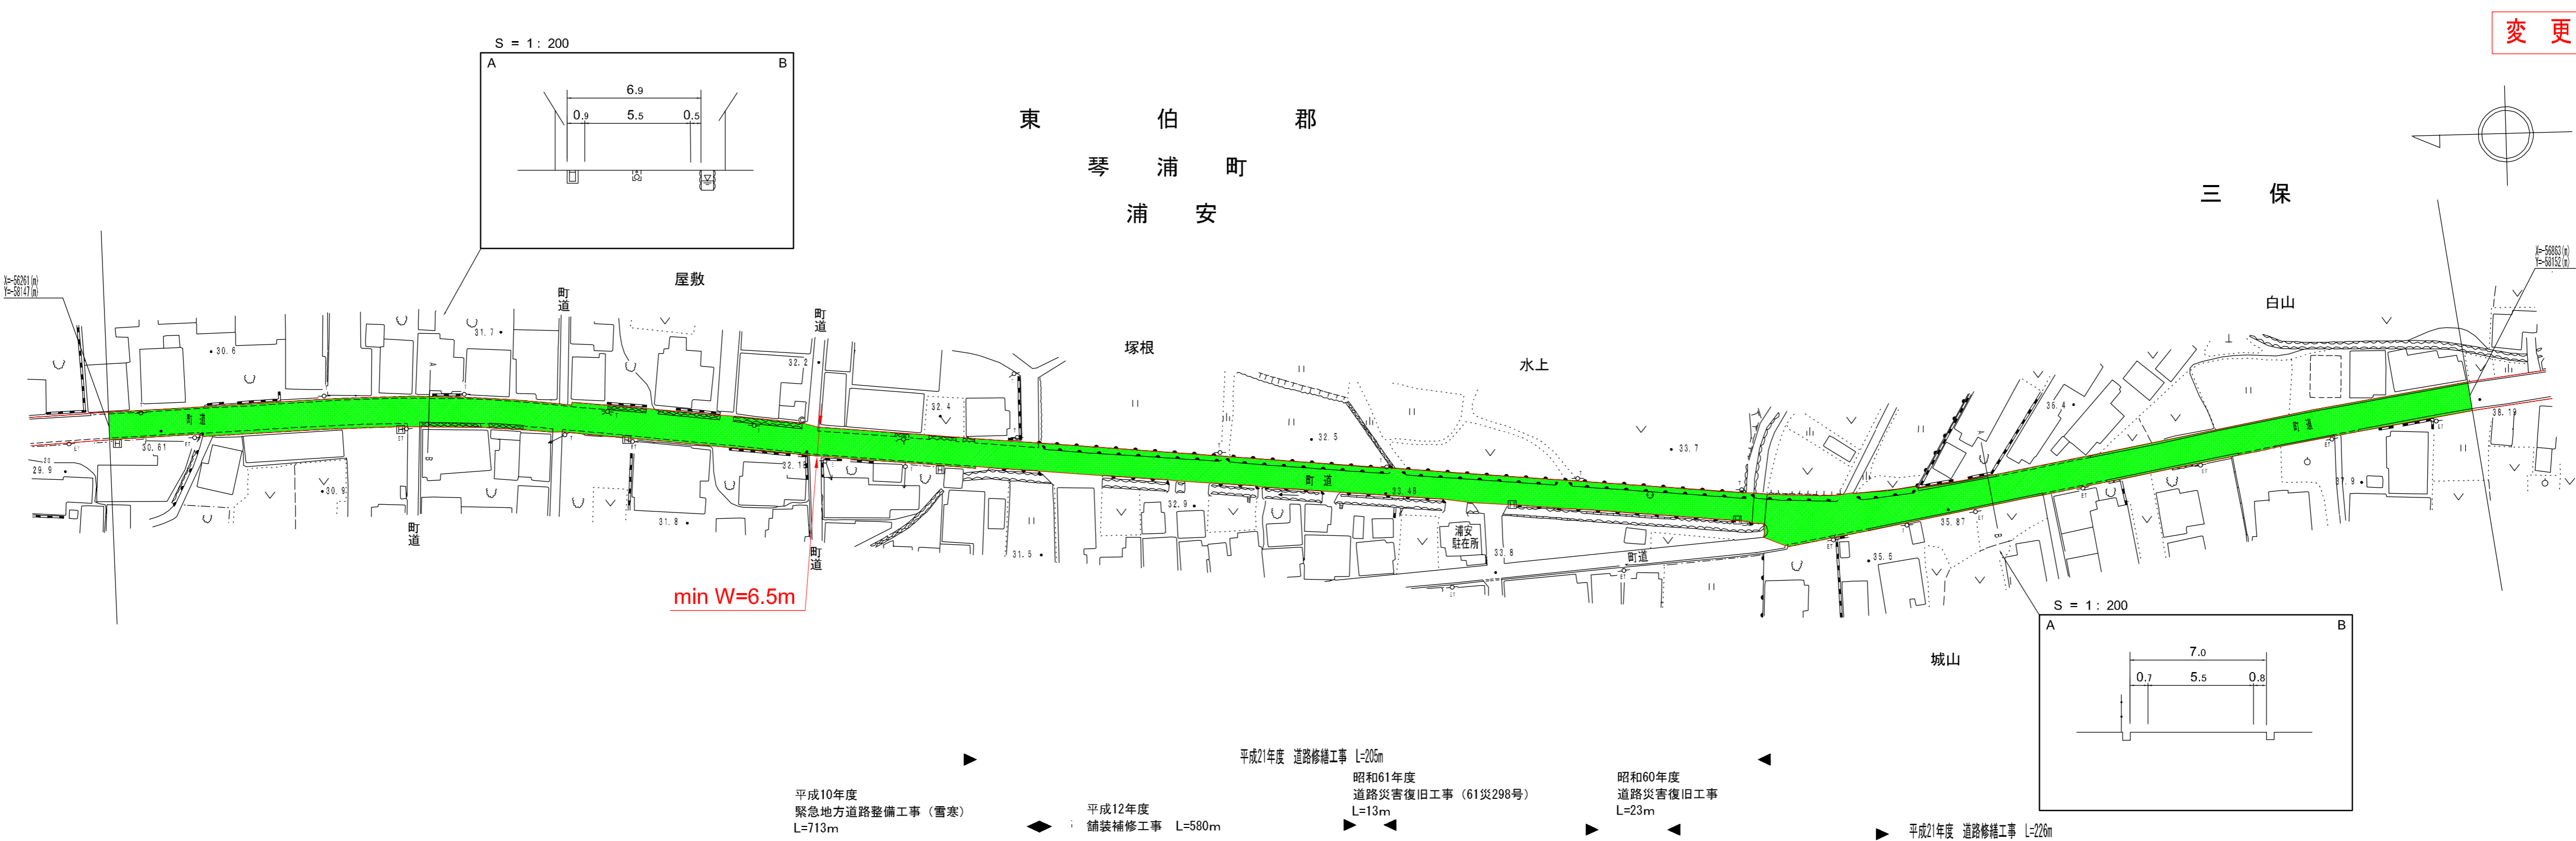 変 更
S = 1: 200
A
B
6.9
0.9 5.5 0.5
東 伯 郡
琴 浦 町
浦 安
三 保
X=-56261(m)
Y=-58147(m)
X=-56863(m)
Y=-58152(m)
屋敷
白山
塚根
水上
町道
町道
31.7
30.6
32.2
32.4
32.5
33.7
36.4
38.19
A
A
町 道
町 道
町 道
30.61
29.9
30.9
B
32.19
31.8
32.9
33.48
33.8
31.5
35.87
35.5
37.9
B
浦安
駐在所
町道
町道
町道
min W=6.5m
城山
S = 1: 200
A
B
7.0
0.7 5.5 0.8
平成21年度 道路修繕工事 L=205m
平成10年度
緊急地方道路整備工事（雪寒）
L=713m
平成12年度
舗装補修工事 L=580m
昭和61年度
道路災害復旧工事（61災298号）
L=13m
昭和60年度
道路災害復旧工事
L=23m
平成21年度 道路修繕工事 L=226m